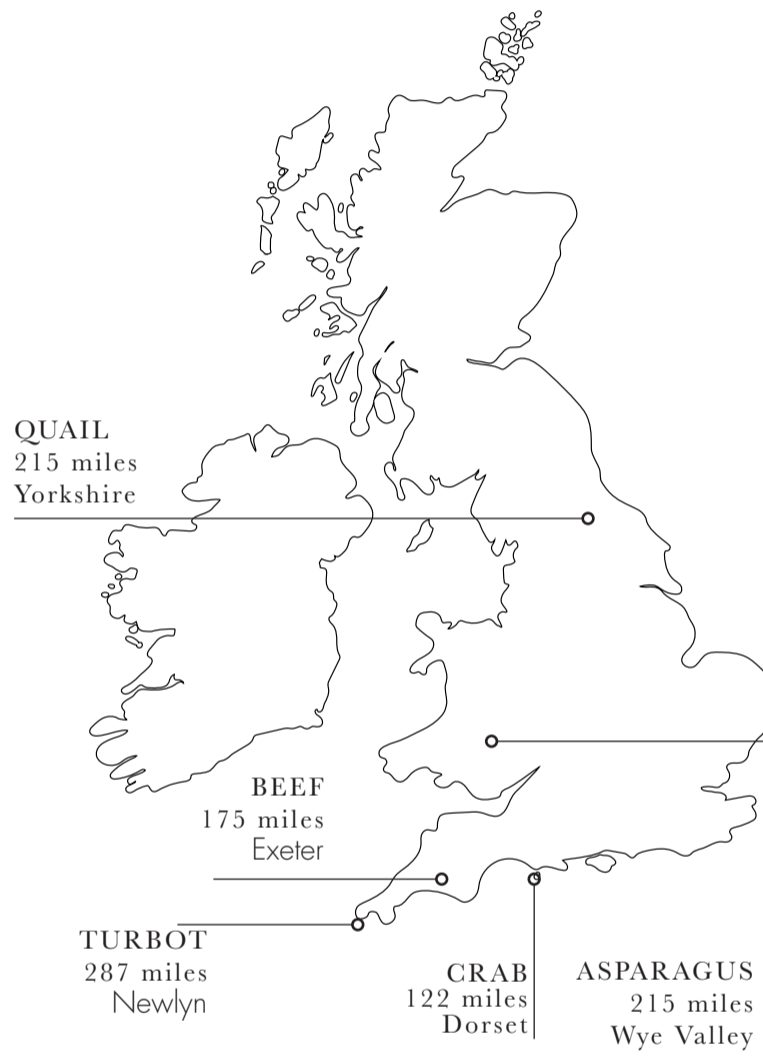 QUAIL
215 miles
Yorkshire
BEEF
175 miles
Exeter
TURBOT
287 miles
Newlyn
CRAB
122 miles
Dorset
ASPARAGUS
215 miles
Wye Valley